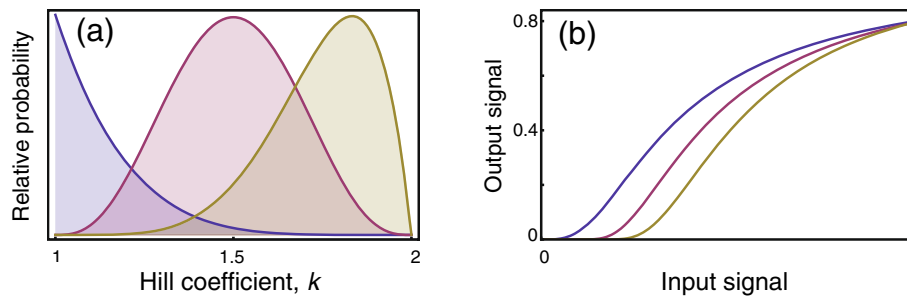 (a)
Relative probability
1
1.5
2
Hill coefficient, k
(b)
Output signal
0.8
0.4
0
0
Input signal